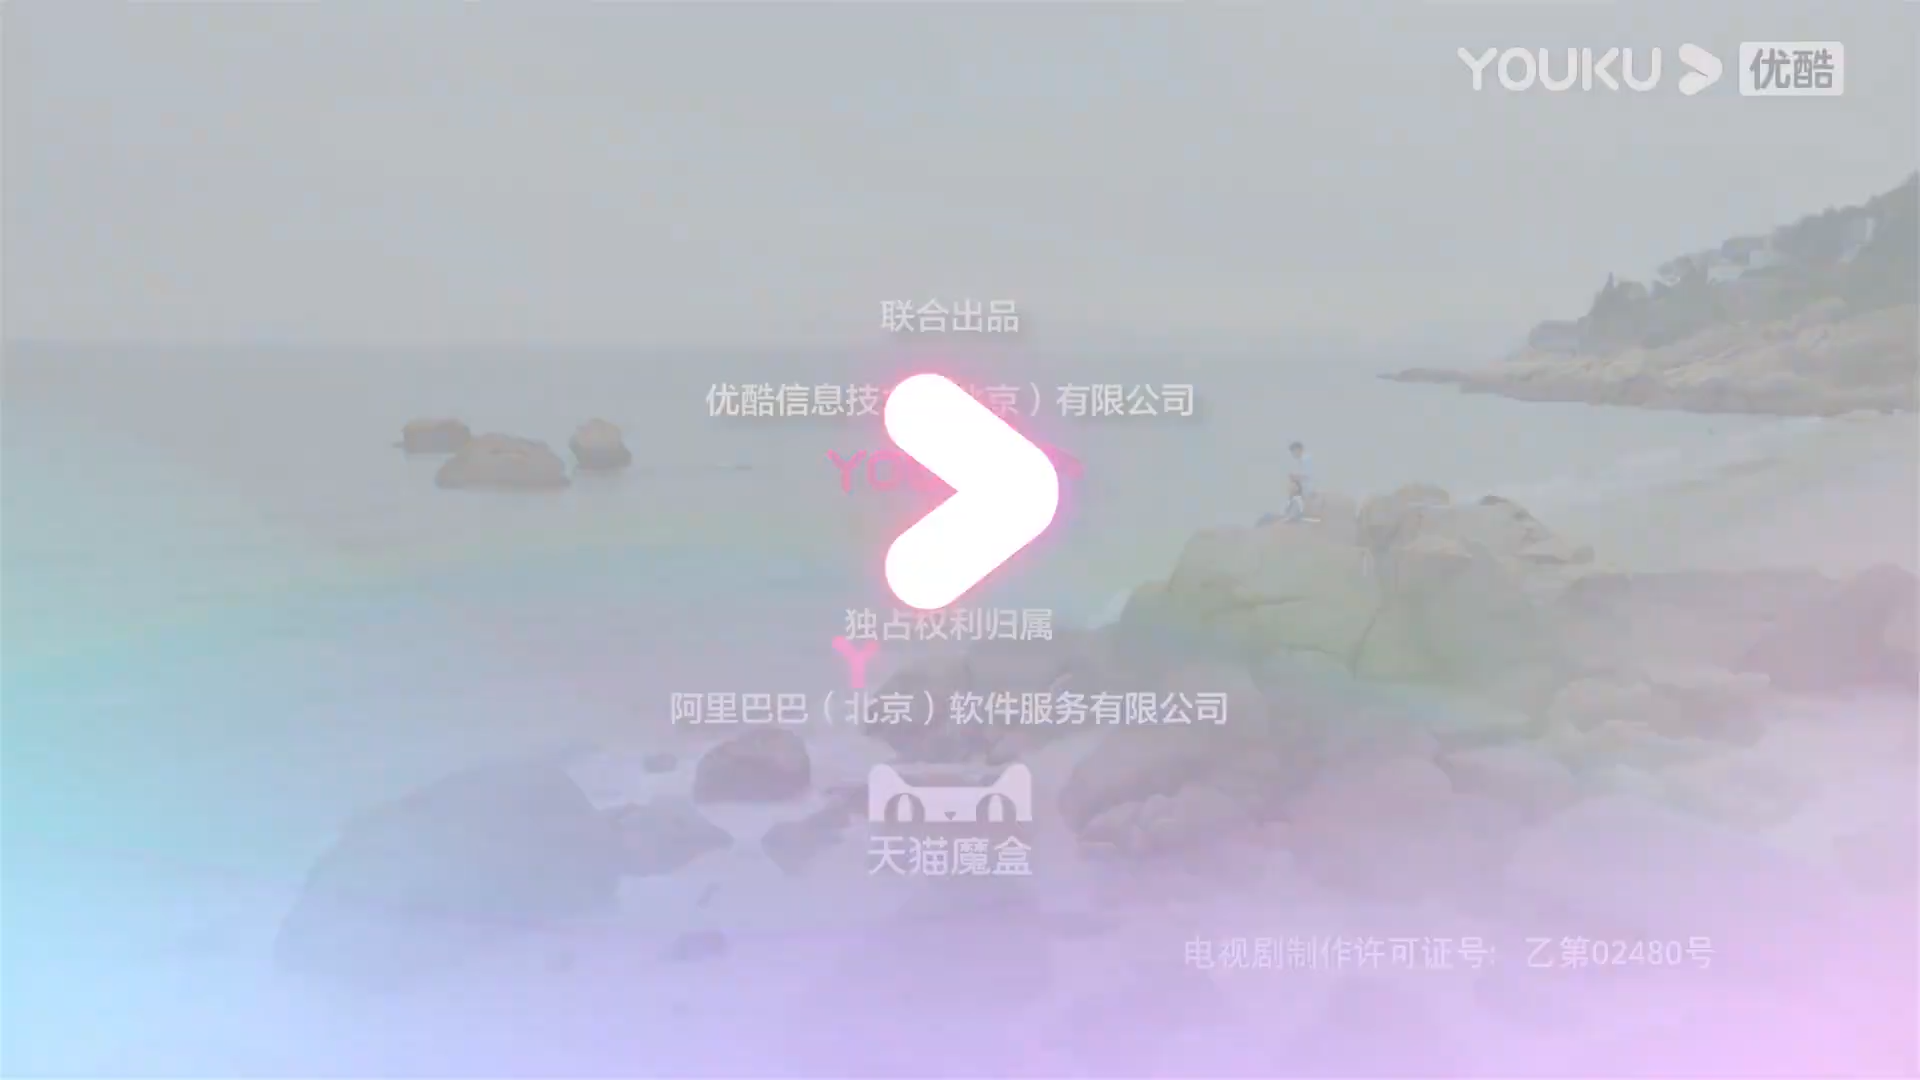 YOUKU 优酷
联合出品
优酷信息技 京）有限公司
YO
独占权利归属
Y
阿里巴巴（北京）软件服务有限公司
天猫魔盒
电视剧制作许可证号： 乙第02480号